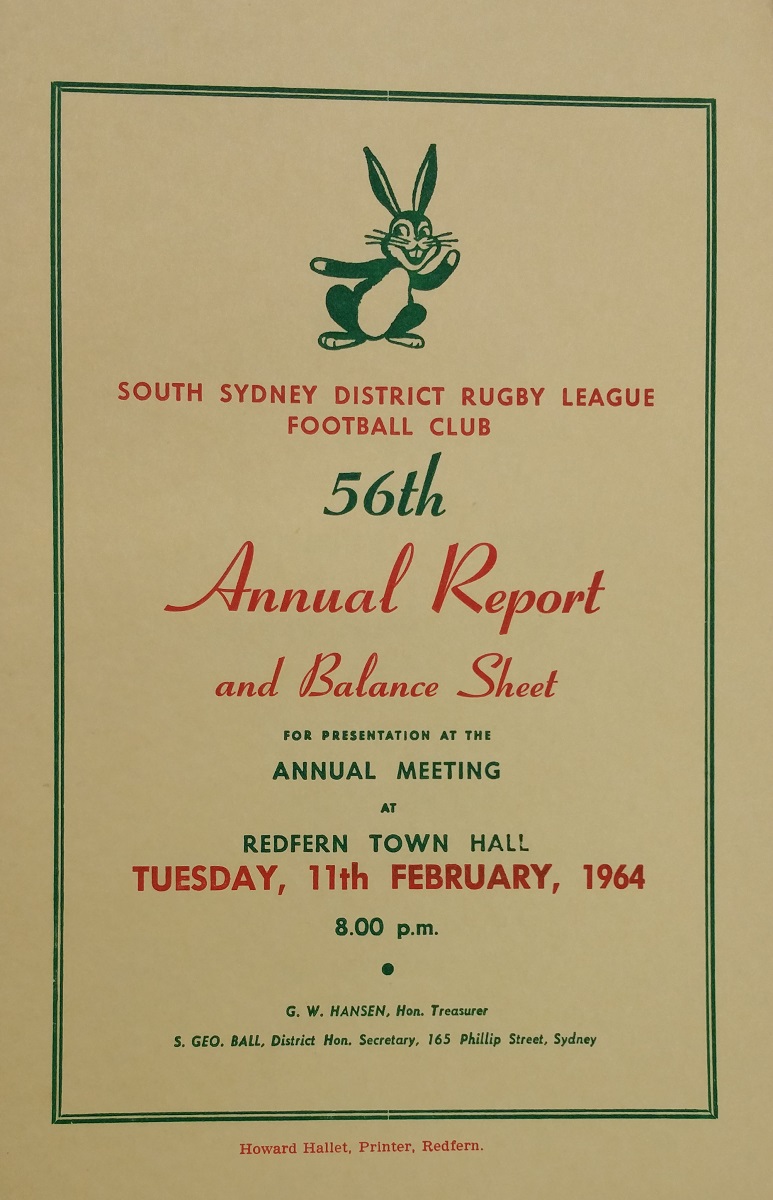 SOUTH SYDNEY DISTRICT RUGBY LEAGUE
FOOTBALL CLUB
56th
Annual Report
and Balance Sheet
FOR PRESENTATION AT THE
ANNUAL MEETING
AT
REDFERN TOWN HALL
TUESDAY, 11th FEBRUARY, 1964
8.00 p.m.
G. W. HANSEN, Hon. Treasurer
S. GEO. BALL, District Hon. Secretary, 165 Phillip Street, Sydney
Howard Hallet, Printer, Redfern.